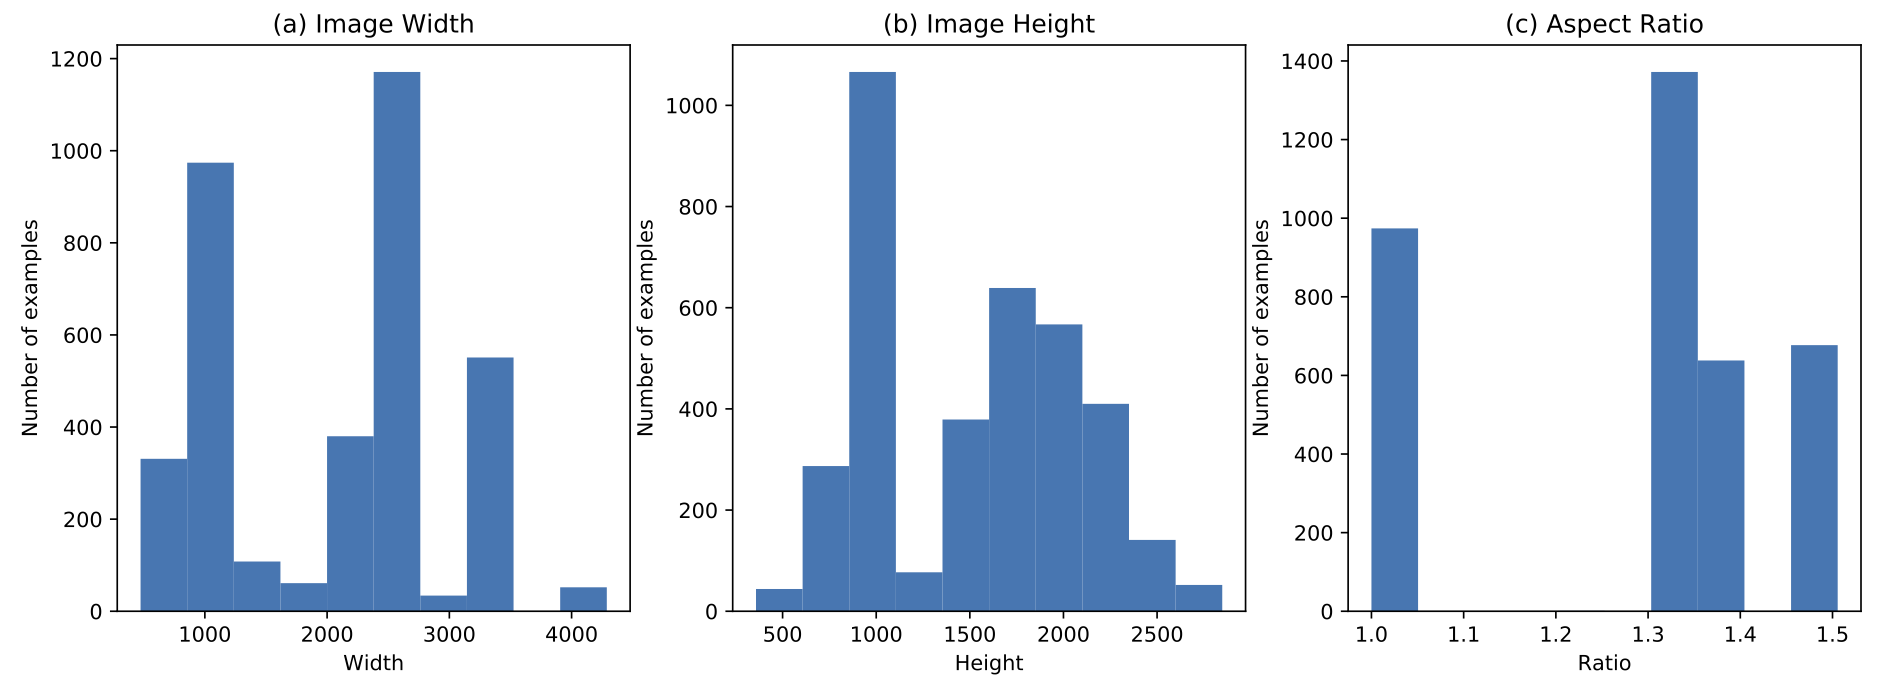 (a) Image Width
Number of examples
1200
1000
800
600
400
200
0
1000 2000 3000 4000
Width
(b) Image Height
Number of examples
1000
800
600
400
200
0
500 1000 1500 2000 2500
Height
(c) Aspect Ratio
Number of examples
1400
1200
1000
800
600
400
200
0
1.0 1.1 1.2 1.3 1.4 1.5
Ratio